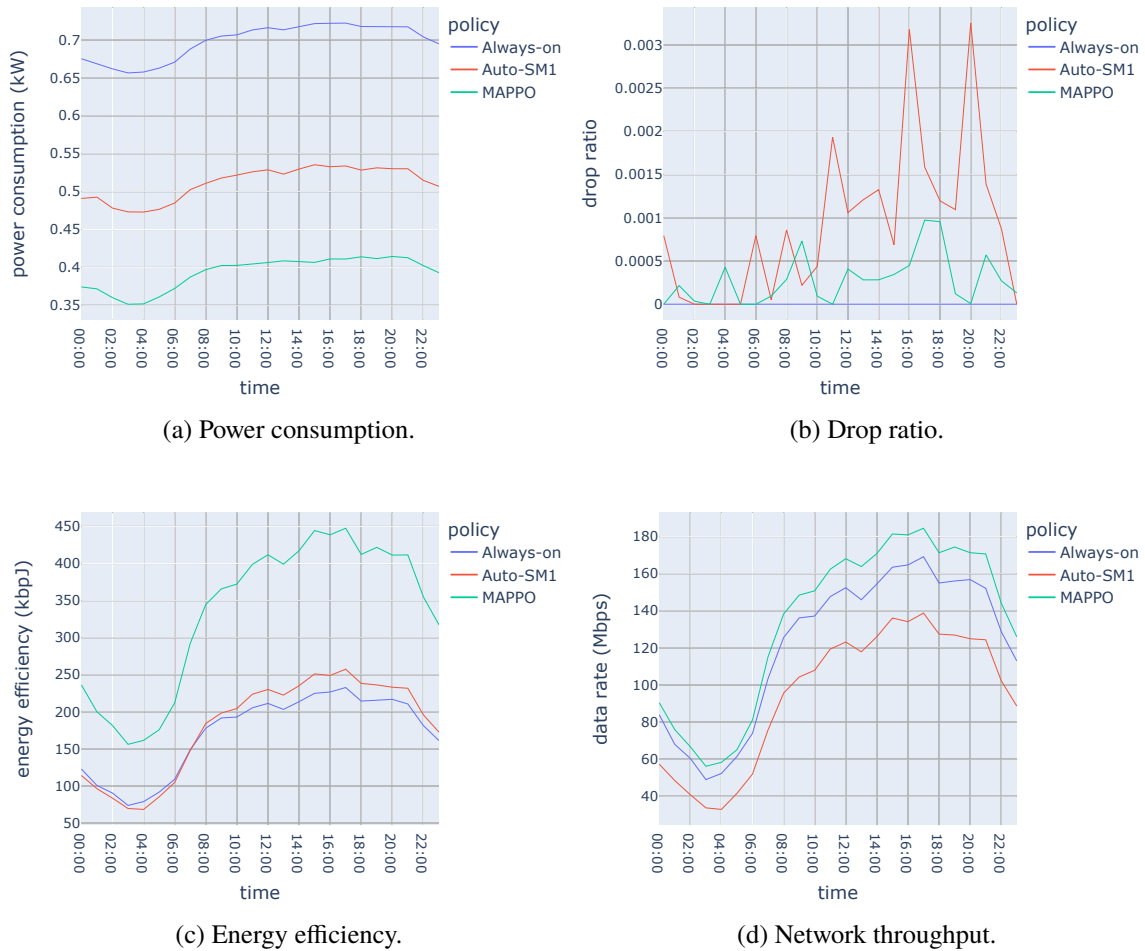 policy
Always-on
Auto-SM1
MAPPO
power consumption (kW)
0.7
0.65
0.6
0.55
0.5
0.45
0.4
0.35
00:00
02:00
04:00
06:00
08:00
10:00
12:00
14:00
16:00
18:00
20:00
22:00
time
(a) Power consumption.
policy
Always-on
Auto-SM1
MAPPO
drop ratio
0.003
0.0025
0.002
0.0015
0.001
0.0005
0
00:00
02:00
04:00
06:00
08:00
10:00
12:00
14:00
16:00
18:00
20:00
22:00
time
(b) Drop ratio.
policy
Always-on
Auto-SM1
MAPPO
energy efficiency (kbpJ)
450
400
350
300
250
200
150
100
50
00:00
02:00
04:00
06:00
08:00
10:00
12:00
14:00
16:00
18:00
20:00
22:00
time
(c) Energy efficiency.
policy
Always-on
Auto-SM1
MAPPO
data rate (Mbps)
180
160
140
120
100
80
60
40
00:00
02:00
04:00
06:00
08:00
10:00
12:00
14:00
16:00
18:00
20:00
22:00
time
(d) Network throughput.